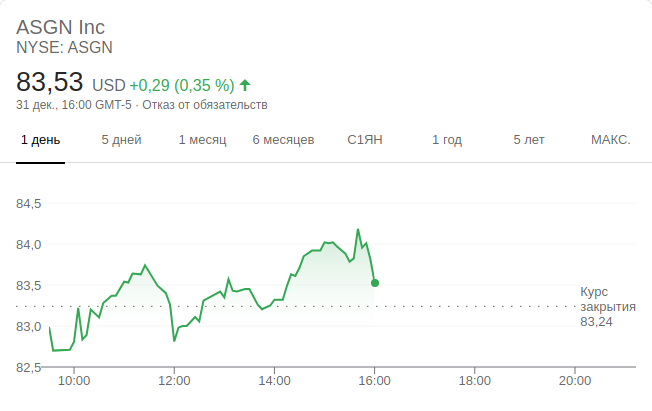 ASGN Inc
NYSE: ASGN
83,53 USD +0,29 (0,35 %)
31 дек., 16:00 GMT-5 · Отказ от обязательств
1 день 5 дней 1 месяц 6 месяцев С1ЯН 1 год 5 лет МАКС.
84,5
84,0
83,5
Курс
закрытия
83,24
83,0
82,5
10:00 12:00 14:00 16:00 18:00 20:00